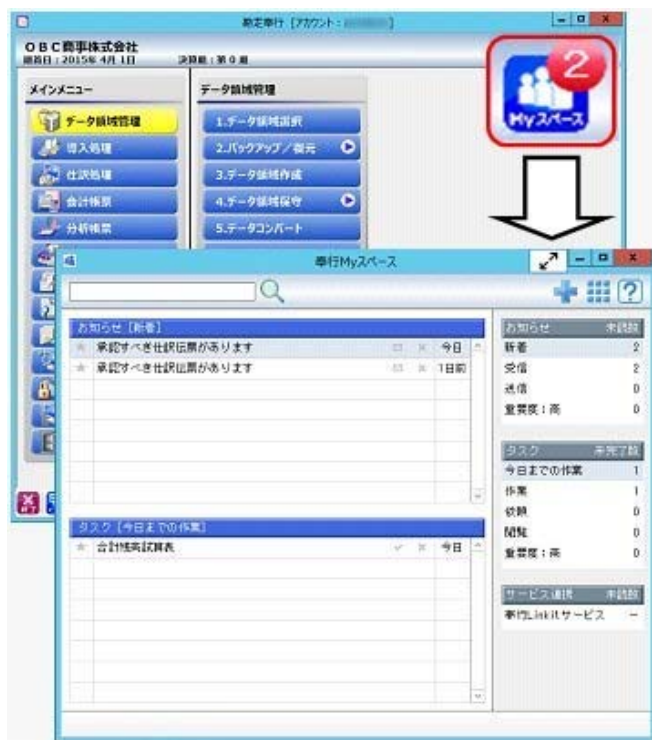 勘定奉行 [アカウント: ]
OBC商事株式会社
開始日:2015年 4月 1日 決算期:第 0 期
2
Myスペース
メインメニュー
データ領域管理
データ領域管理
導入処理
仕訳処理
会計帳票
分析帳票
1.データ領域選択
2.バックアップ/復元
3.データ領域作成
4.データ領域保守
5.データコンバート
終了
奉行Myスペース
お知らせ [新着]
承認すべき仕訳伝票があります 今日
承認すべき仕訳伝票があります 1日前
タスク [今日までの作業]
合計残高試算表 今日
お知らせ 未読数
新着 2
受信 2
送信 0
重要度:高 0
タスク 未完了数
今日までの作業 1
作業 1
依頼 0
閲覧 0
重要度:高 0
サービス連携 未読数
奉行Linkitサービス －